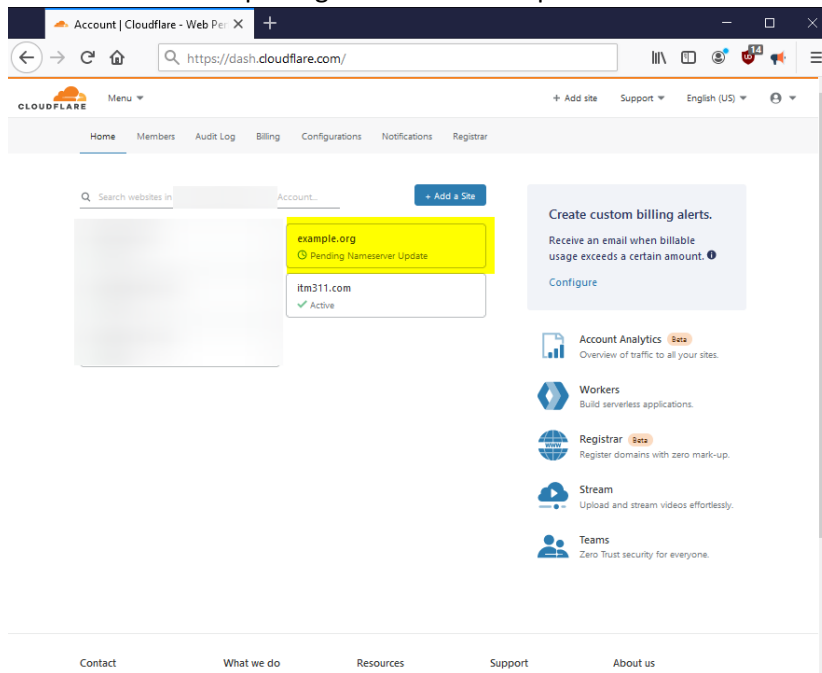 Account | Cloudflare - Web Per
https://dash.cloudflare.com/
14
CLOUDFLARE
Menu
+ Add site
Support
English (US)
Home
Members
Audit Log
Billing
Configurations
Notifications
Registrar
Search websites in
Account...
+ Add a Site
example.org
Pending Nameserver Update
itm311.com
Active
Create custom billing alerts.
Receive an email when billable
usage exceeds a certain amount.
Configure
Account Analytics Beta
Overview of traffic to all your sites.
Workers
Build serverless applications.
WWW
Registrar Beta
Register domains with zero mark-up.
Stream
Upload and stream videos effortlessly.
Teams
Zero Trust security for everyone.
Contact
What we do
Resources
Support
About us